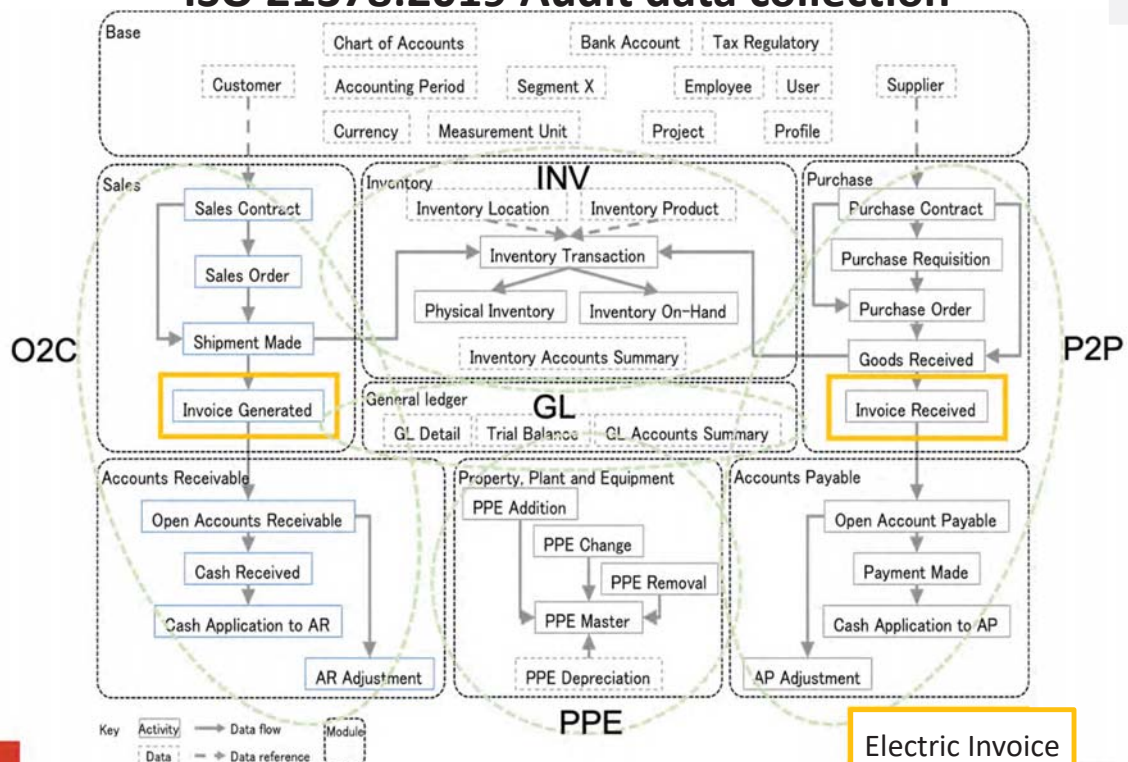 ISO 21378:2019 Audit data collection
Base
Chart of Accounts
Bank Account
Tax Regulatory
Customer
Accounting Period
Segment X
Employee
User
Supplier
Currency
Measurement Unit
Project
Profile
Sales
Sales Contract
Sales Order
Shipment Made
Invoice Generated
Inventory
INV
Inventory Location
Inventory Product
Inventory Transaction
Physical Inventory
Inventory On-Hand
Inventory Accounts Summary
Purchase
Purchase Contract
Purchase Requisition
Purchase Order
Goods Received
Invoice Received
O2C
P2P
General ledger
GL
GL Detail
Trial Balance
GL Accounts Summary
Accounts Receivable
Open Accounts Receivable
Cash Received
Cash Application to AR
AR Adjustment
Property, Plant and Equipment
PPE Addition
PPE Change
PPE Removal
PPE Master
PPE Depreciation
PPE
Accounts Payable
Open Account Payable
Payment Made
Cash Application to AP
AP Adjustment
Key
Activity
Data flow
Module
Data
Data reference
Electric Invoice